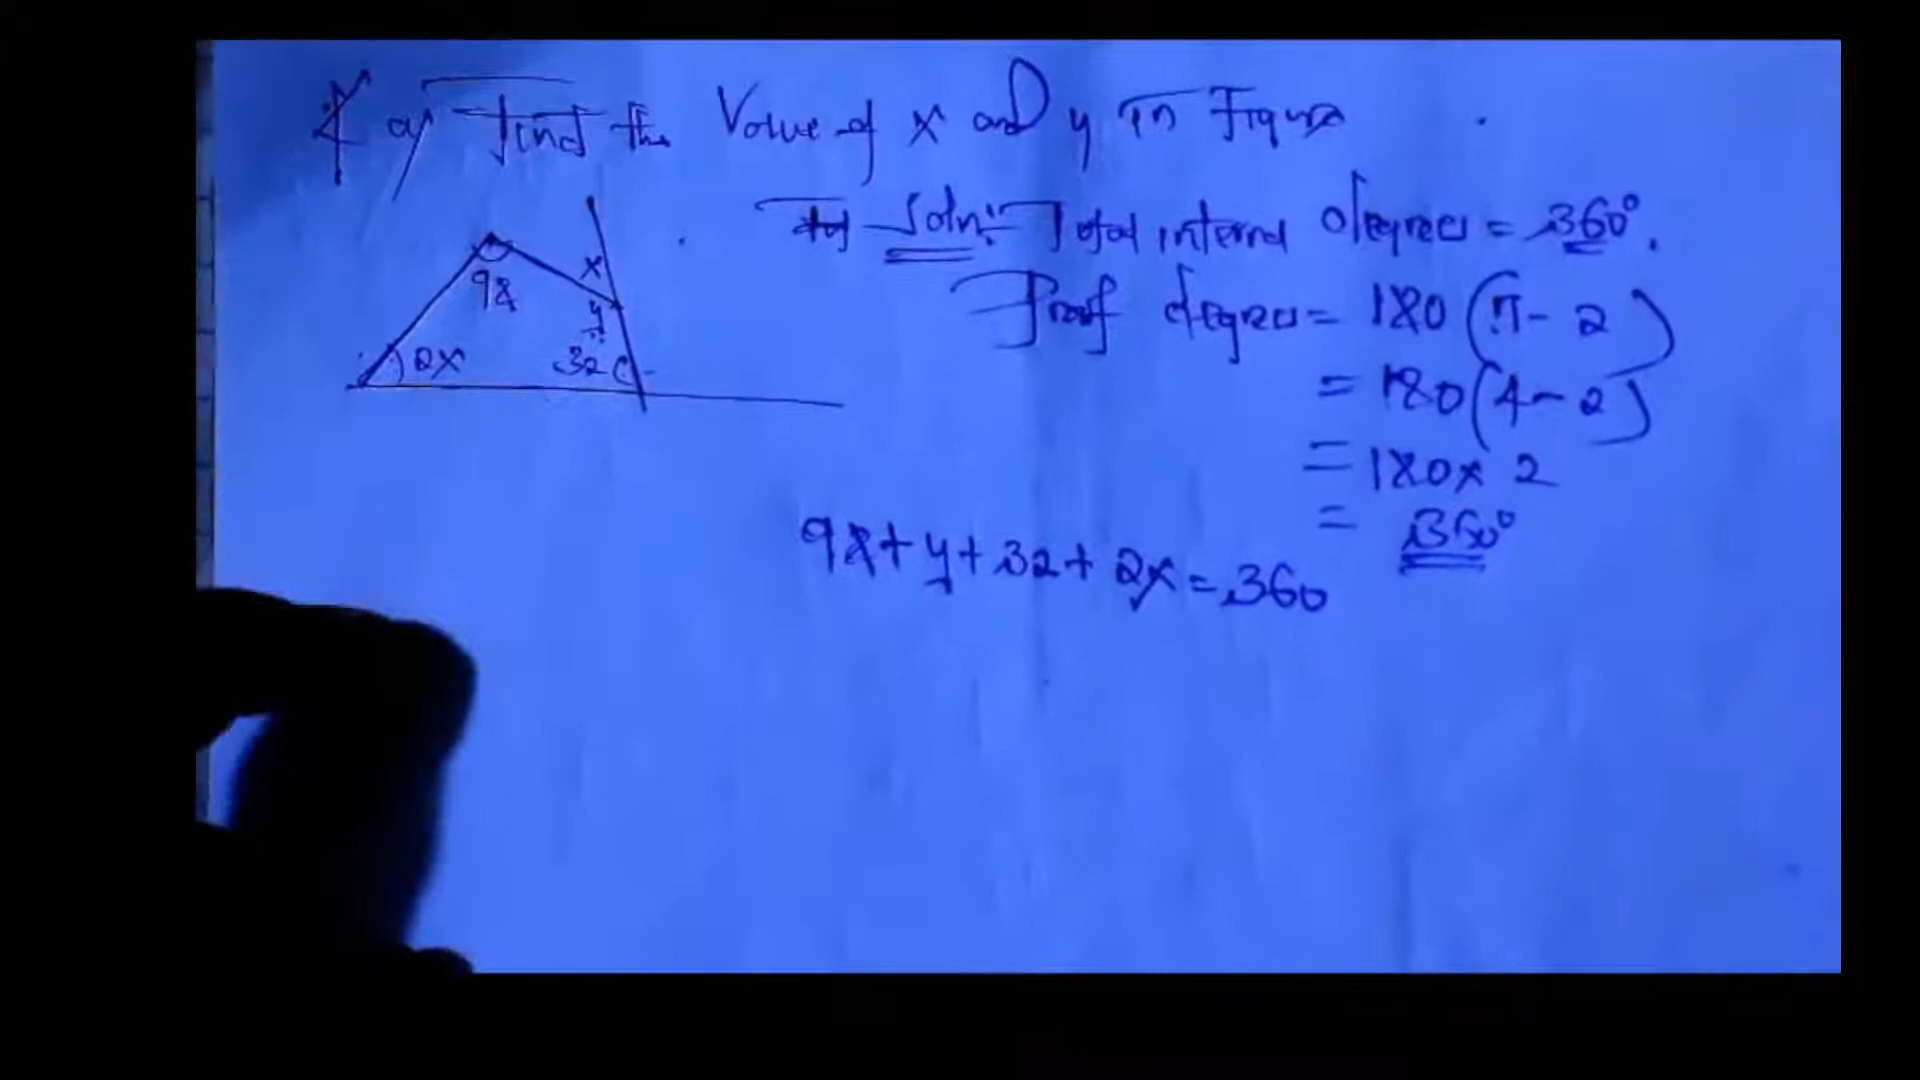 a) Find the Value of x and y in Figure
Soln: Total internal degrees = 360°.
Proof degree = 180 (n - 2)
= 180 (4 - 2)
= 180 x 2
= 360°
98
x
y
2x
32
98 + y + 32 + 2x = 360